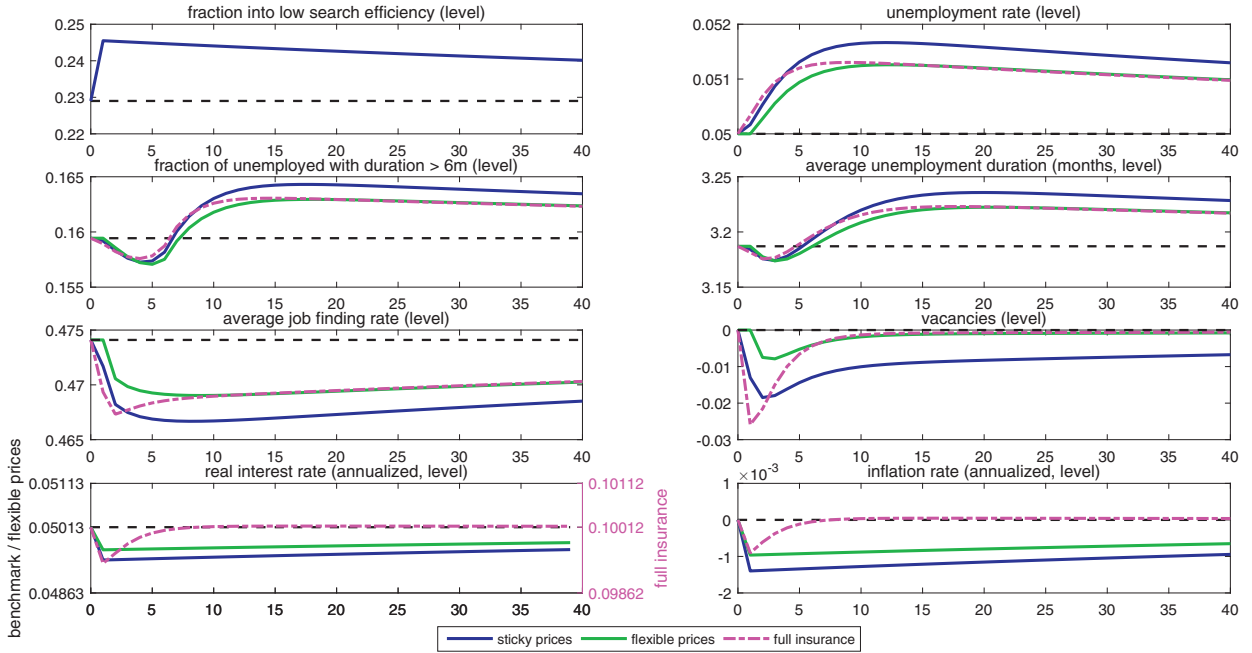 fraction into low search efficiency (level)
0.25
0.24
0.23
0.22
0 5 10 15 20 25 30 35 40
unemployment rate (level)
0.052
0.051
0.05
0 5 10 15 20 25 30 35 40
fraction of unemployed with duration > 6m (level)
0.165
0.16
0.155
0 5 10 15 20 25 30 35 40
average unemployment duration (months, level)
3.25
3.2
3.15
0 5 10 15 20 25 30 35 40
average job finding rate (level)
0.475
0.47
0.465
0 5 10 15 20 25 30 35 40
vacancies (level)
0
-0.01
-0.02
-0.03
0 5 10 15 20 25 30 35 40
benchmark / flexible prices
real interest rate (annualized, level)
0.05113
0.05013
0.04863
0 5 10 15 20 25 30 35 40
0.10112
0.10012
0.09862
full insurance
inflation rate (annualized, level)
×10⁻³
1
0
-1
-2
0 5 10 15 20 25 30 35 40
sticky prices flexible prices full insurance